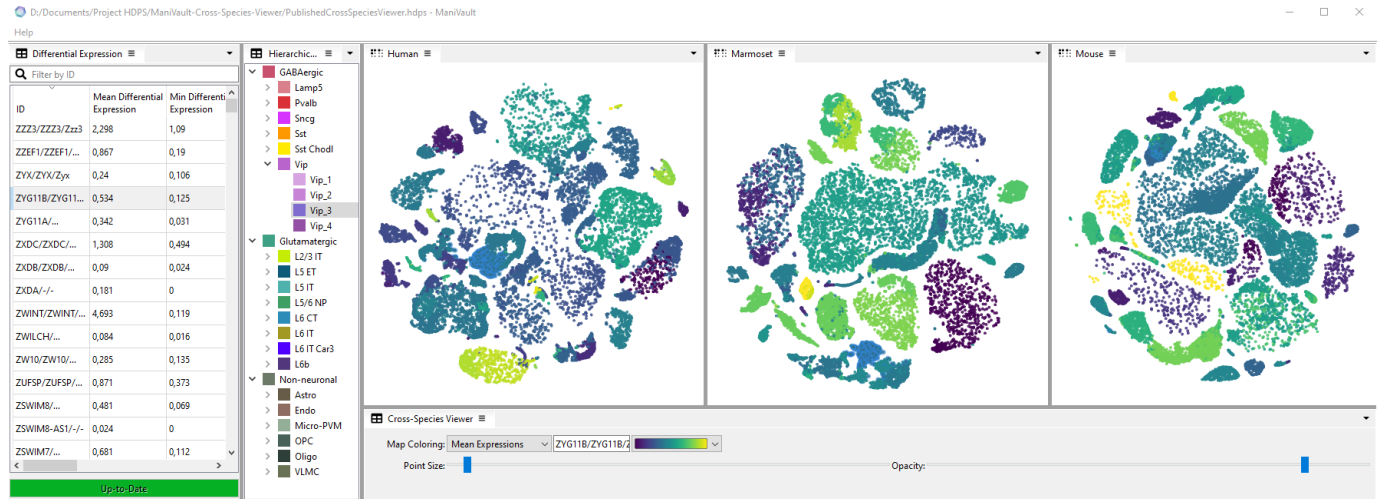 D:/Documents/Project HDPS/ManiVault-Cross-Species-Viewer/PublishedCrossSpeciesViewer.hdps - ManiVault
Help
Differential Expression
Filter by ID
ID Mean Differential Expression Min Differenti Expression
ZZZ3/ZZZ3/Zzz3 2,298 1,09
ZZEF1/ZZEF1/... 0,867 0,19
ZYX/ZYX/Zyx 0,24 0,106
ZYG11B/ZYG11... 0,534 0,125
ZYG11A/... 0,342 0,031
ZXDC/ZXDC/... 1,308 0,494
ZXDB/ZXDB/... 0,09 0,024
ZXDA/-/- 0,181 0
ZWINT/ZWINT/... 4,693 0,119
ZWILCH/... 0,084 0,016
ZW10/ZW10/... 0,285 0,135
ZUFSP/ZUFSP/... 0,871 0,373
ZSWIM8/... 0,481 0,069
ZSWIM8-AS1/-/- 0,024 0
ZSWIM7/... 0,681 0,112
Up-to-Date
Hierarchic...
GABAergic
Lamp5
Pvalb
Sncg
Sst
Sst Chodl
Vip
Vip_1
Vip_2
Vip_3
Vip_4
Glutamatergic
L2/3 IT
L5 ET
L5 IT
L5/6 NP
L6 CT
L6 IT
L6 IT Car3
L6b
Non-neuronal
Astro
Endo
Micro-PVM
OPC
Oligo
VLMC
Human
Marmoset
Mouse
Cross-Species Viewer
Map Coloring: Mean Expressions ZYG11B/ZYG11B/Z
Point Size: Opacity: